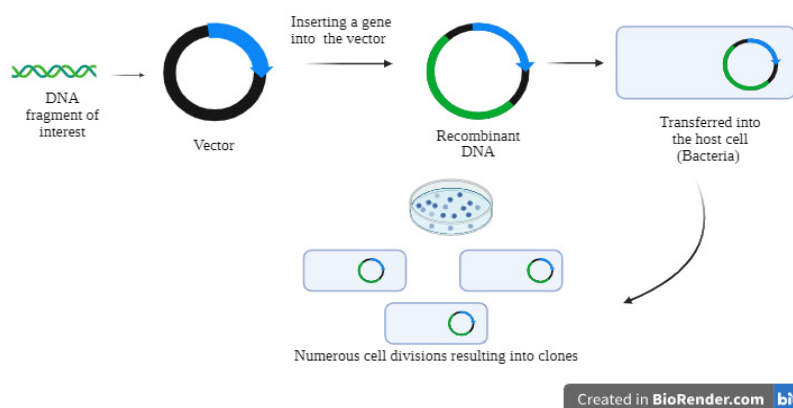 Inserting a gene
into the vector
DNA
fragment of
interest
Vector
Recombinant
DNA
Transferred into
the host cell
(Bacteria)
Numerous cell divisions resulting into clones
Created in BioRender.com bi